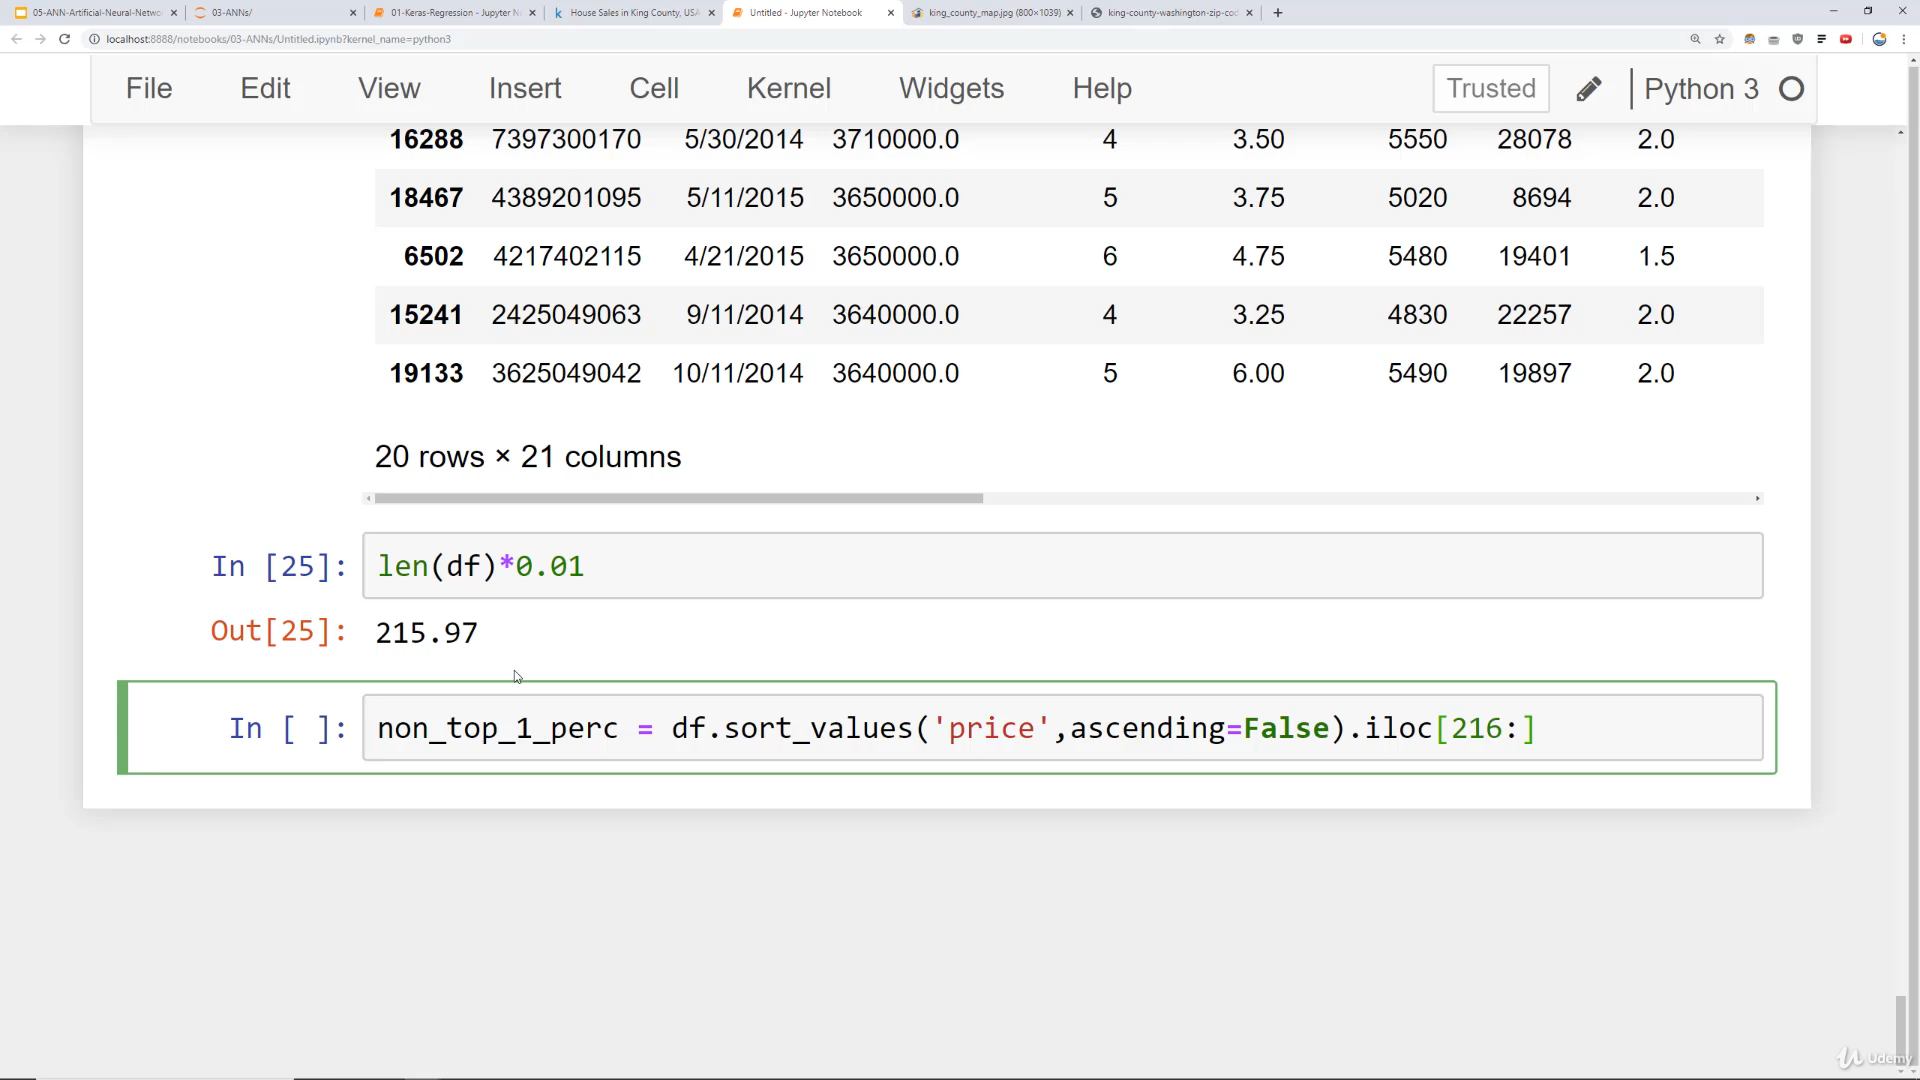 05-ANN-Artificial-Neural-Netwo
03-ANNs/
01-Keras-Regression - Jupyter N
House Sales in King County, USA
Untitled - Jupyter Notebook
king_county_map.jpg (800×1039)
king-county-washington-zip-cod
localhost:8888/notebooks/03-ANNs/Untitled.ipynb?kernel_name=python3
File Edit View Insert Cell Kernel Widgets Help Trusted Python 3
16288 7397300170 5/30/2014 3710000.0 4 3.50 5550 28078 2.0
18467 4389201095 5/11/2015 3650000.0 5 3.75 5020 8694 2.0
6502 4217402115 4/21/2015 3650000.0 6 4.75 5480 19401 1.5
15241 2425049063 9/11/2014 3640000.0 4 3.25 4830 22257 2.0
19133 3625049042 10/11/2014 3640000.0 5 6.00 5490 19897 2.0
20 rows × 21 columns
In [25]: len(df)*0.01
Out[25]: 215.97
In [ ]: non_top_1_perc = df.sort_values('price',ascending=False).iloc[216:]
Udemy